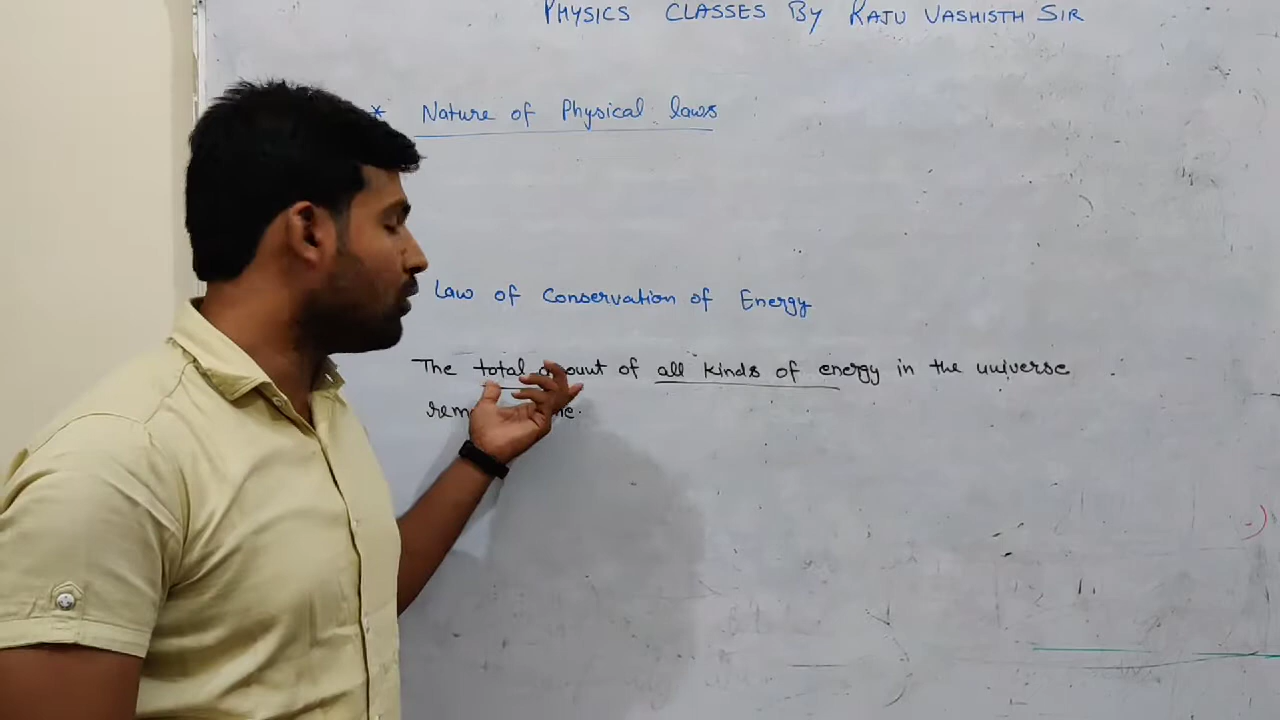 PHYSICS CLASSES BY RAJU VASHISTH SIR
* Nature of Physical laws
Law of Conservation of Energy
The total amount of all kinds of energy in the universe